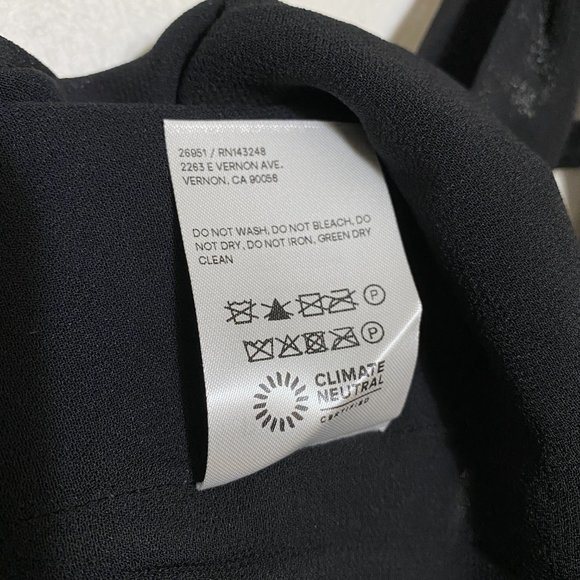 26951 / RN143248
2263 E VERNON AVE.
VERNON, CA 90058
DO NOT WASH, DO NOT BLEACH, DO
NOT DRY, DO NOT IRON, GREEN DRY
CLEAN
P
P
CLIMATE
NEUTRAL
CERTIFIED